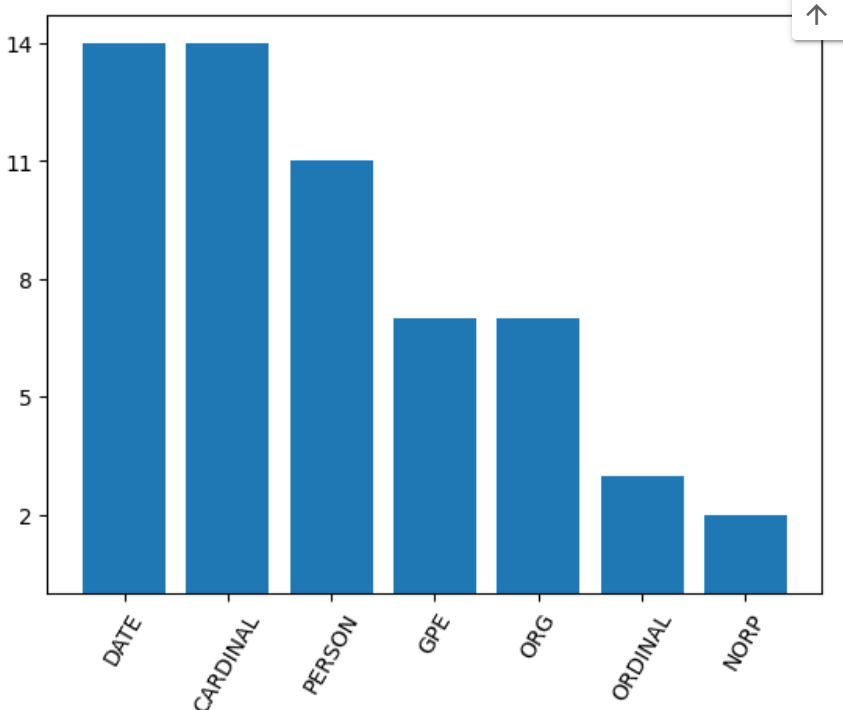 14
11
8
5
2
DATE
CARDINAL
PERSON
GPE
ORG
ORDINAL
NORP